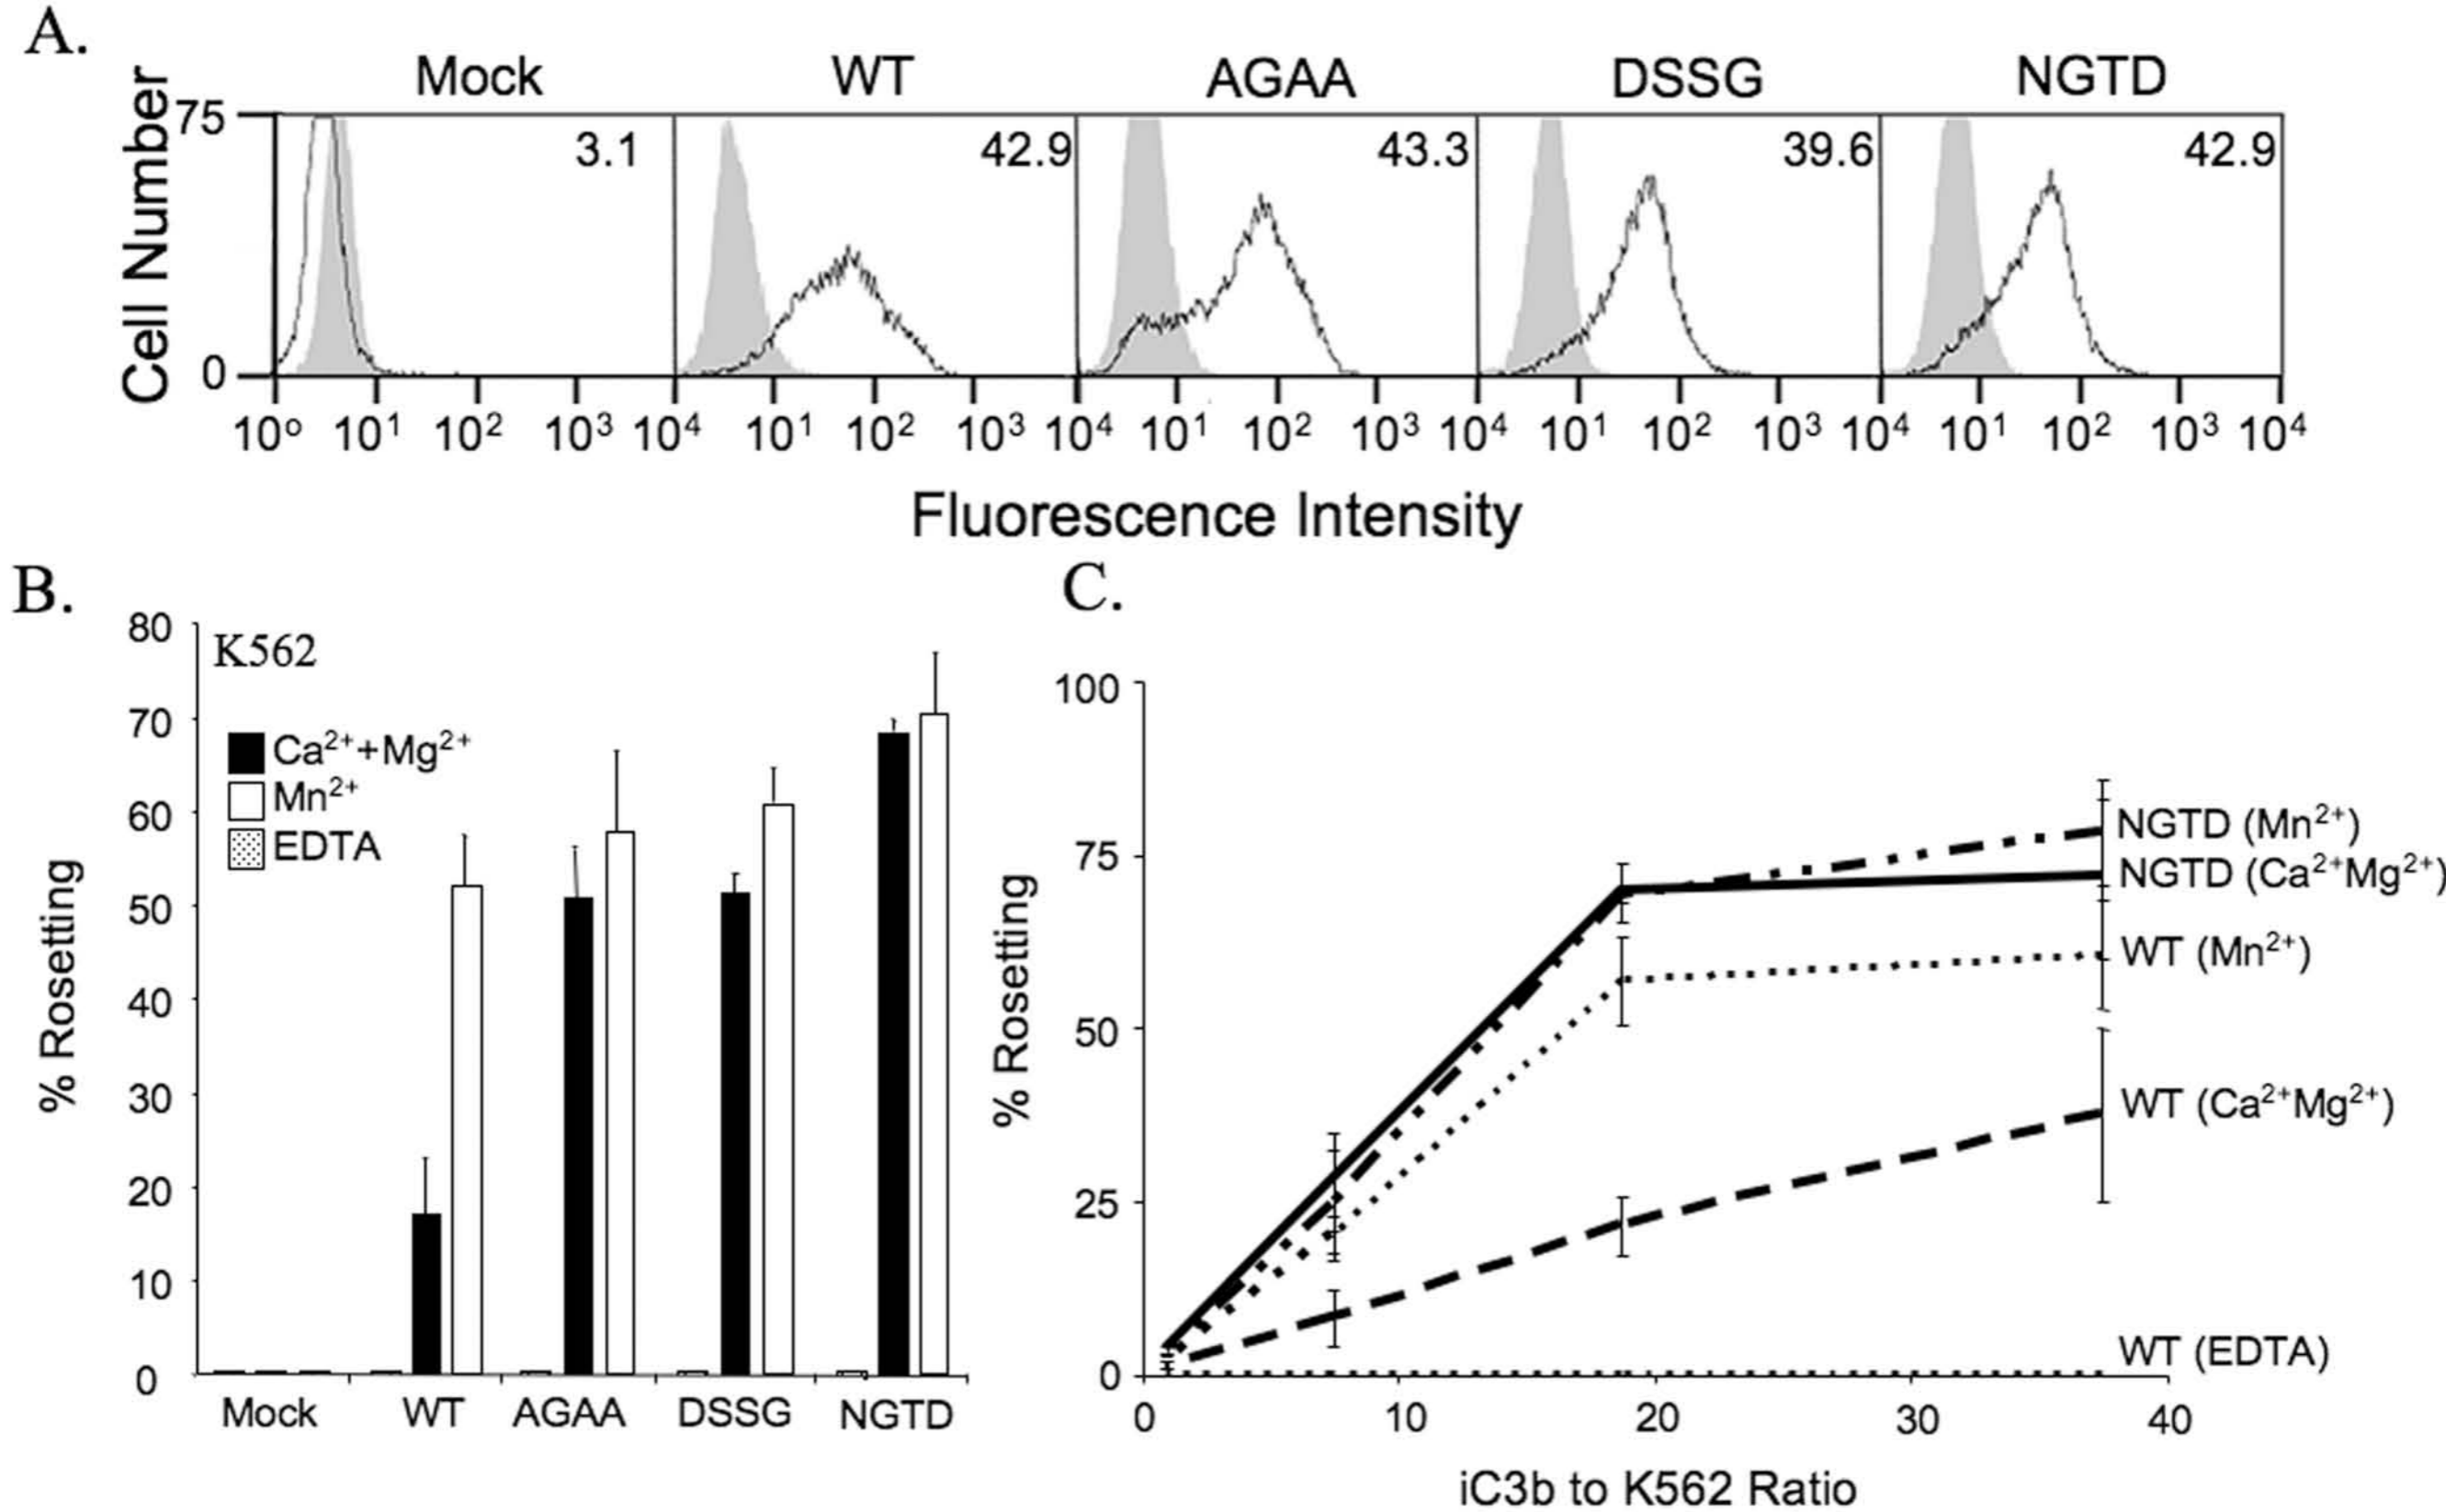 A.
Mock WT AGAA DSSG NGTD
Cell Number
75
0
3.1 42.9 43.3 39.6 42.9
10⁰ 10¹ 10² 10³ 10⁴ 10¹ 10² 10³ 10⁴ 10¹ 10² 10³ 10⁴ 10¹ 10² 10³ 10⁴ 10¹ 10² 10³ 10⁴
Fluorescence Intensity
B.
K562
Ca²⁺+Mg²⁺
Mn²⁺
EDTA
% Rosetting
80
70
60
50
40
30
20
10
0
Mock WT AGAA DSSG NGTD
C.
% Rosetting
100
75
50
25
0
NGTD (Mn²⁺)
NGTD (Ca²⁺Mg²⁺)
WT (Mn²⁺)
WT (Ca²⁺Mg²⁺)
WT (EDTA)
0 10 20 30 40
iC3b to K562 Ratio